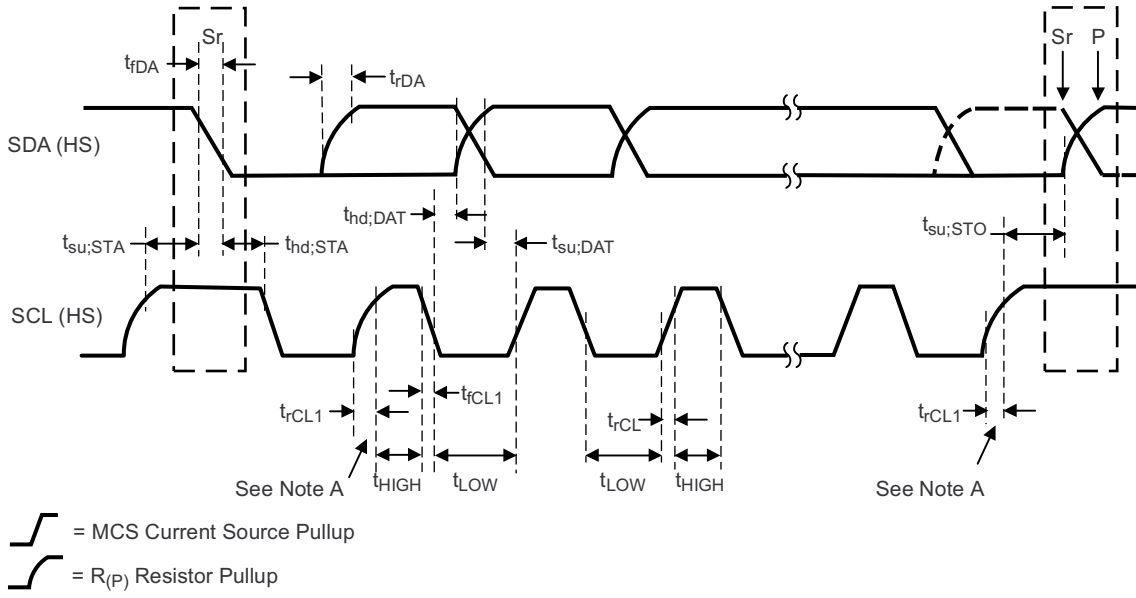 Sr
Sr P
tfDA
trDA
SDA (HS)
thd;DAT
tsu;STA
thd;STA
tsu;DAT
tsu;STO
SCL (HS)
tfCL1
trCL1
trCL
trCL1
tHIGH
tLOW
tLOW
tHIGH
See Note A
See Note A
= MCS Current Source Pullup
= R(P) Resistor Pullup